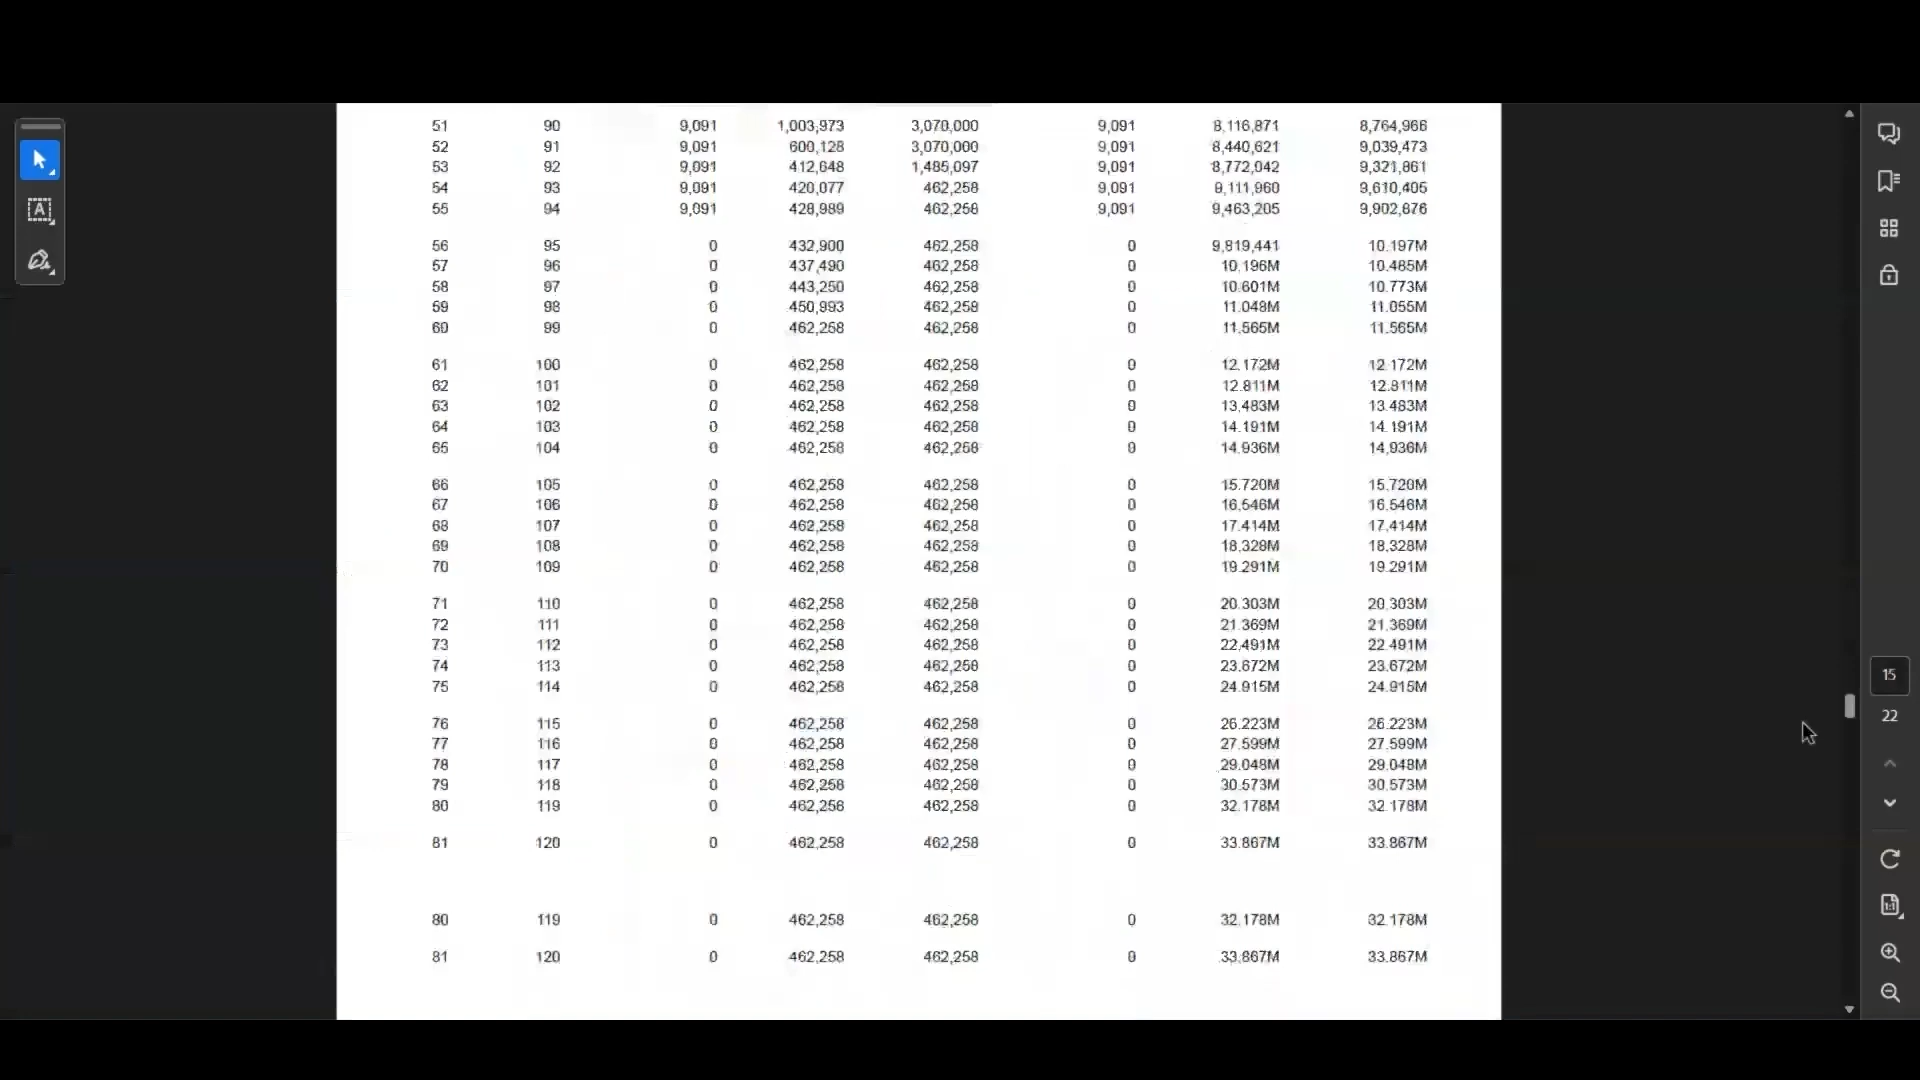 51 90 9,091 1,003,973 3,070,000 9,091 8,116,871 8,764,966
52 91 9,091 600,128 3,070,000 9,091 8,440,621 9,039,473
53 92 9,091 412,648 1,485,097 9,091 8,772,042 9,321,861
54 93 9,091 420,077 462,258 9,091 9,111,960 9,610,405
55 94 9,091 428,989 462,258 9,091 9,463,205 9,902,676
56 95 0 432,900 462,258 0 9,819,441 10.197M
57 96 0 437,490 462,258 0 10.196M 10.485M
58 97 0 443,250 462,258 0 10.601M 10.773M
59 98 0 450,993 462,258 0 11.048M 11.055M
60 99 0 462,258 462,258 0 11.565M 11.565M
61 100 0 462,258 462,258 0 12.172M 12.172M
62 101 0 462,258 462,258 0 12.811M 12.811M
63 102 0 462,258 462,258 0 13.483M 13.483M
64 103 0 462,258 462,258 0 14.191M 14.191M
65 104 0 462,258 462,258 0 14.936M 14.936M
66 105 0 462,258 462,258 0 15.720M 15.720M
67 106 0 462,258 462,258 0 16.546M 16.546M
68 107 0 462,258 462,258 0 17.414M 17.414M
69 108 0 462,258 462,258 0 18.328M 18.328M
70 109 0 462,258 462,258 0 19.291M 19.291M
71 110 0 462,258 462,258 0 20.303M 20.303M
72 111 0 462,258 462,258 0 21.369M 21.369M
73 112 0 462,258 462,258 0 22.491M 22.491M
74 113 0 462,258 462,258 0 23.672M 23.672M
75 114 0 462,258 462,258 0 24.915M 24.915M
76 115 0 462,258 462,258 0 26.223M 26.223M
77 116 0 462,258 462,258 0 27.599M 27.599M
78 117 0 462,258 462,258 0 29.048M 29.048M
79 118 0 462,258 462,258 0 30.573M 30.573M
80 119 0 462,258 462,258 0 32.178M 32.178M
81 120 0 462,258 462,258 0 33.867M 33.867M
80 119 0 462,258 462,258 0 32.178M 32.178M
81 120 0 462,258 462,258 0 33.867M 33.867M
15
22